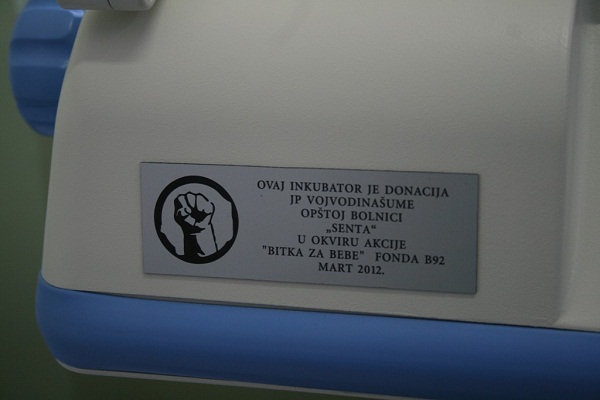 OVAJ INKUBATOR JE DONACIJA
JP VOJVODINAŠUME
OPŠTOJ BOLNICI
„SENTA“
U OKVIRU AKCIJE
"BITKA ZA BEBE" FONDA B92
MART 2012.